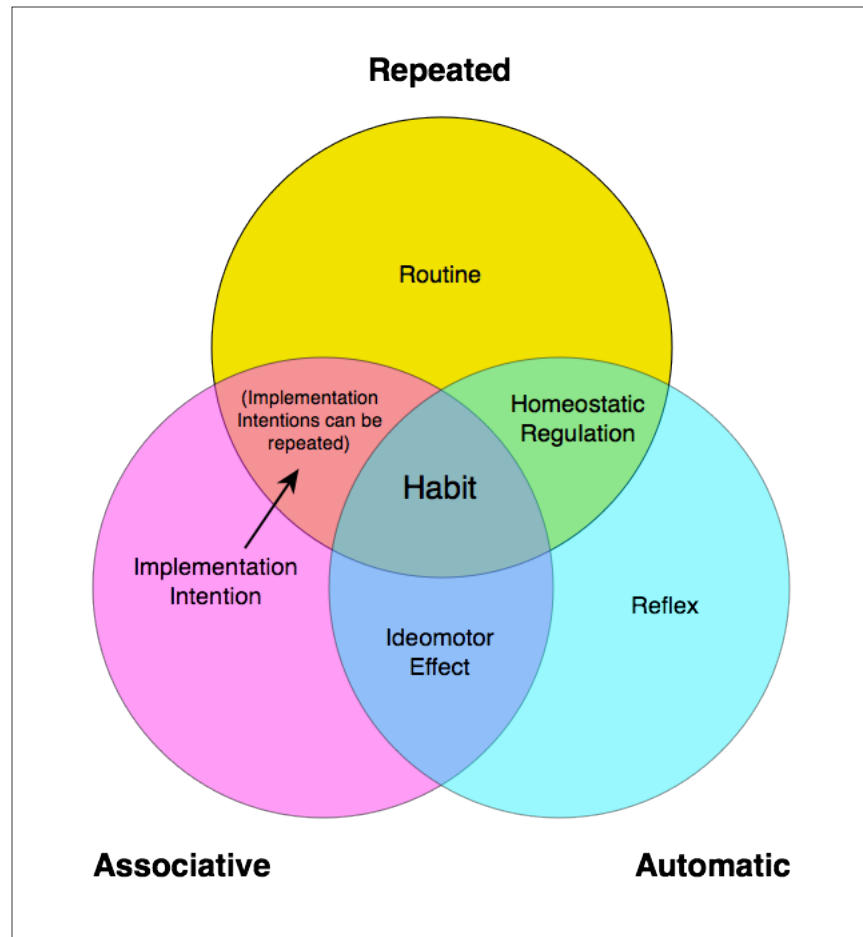 Repeated
Routine
(Implementation
Intentions can be
repeated)
Homeostatic
Regulation
Habit
Implementation
Intention
Reflex
Ideomotor
Effect
Associative
Automatic